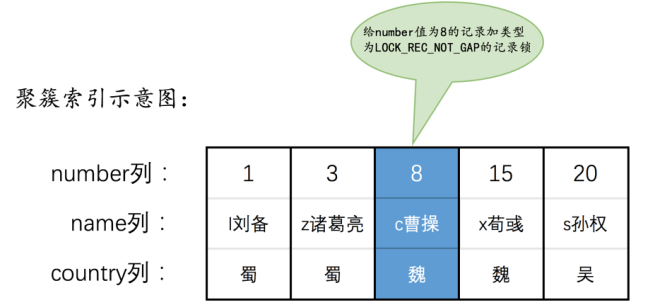 给number值为8的记录加类型
为LOCK_REC_NOT_GAP的记录锁
聚簇索引示意图：
number列： 1 3 8 15 20
name列： l刘备 z诸葛亮 c曹操 x荀彧 s孙权
country列： 蜀 蜀 魏 魏 吴